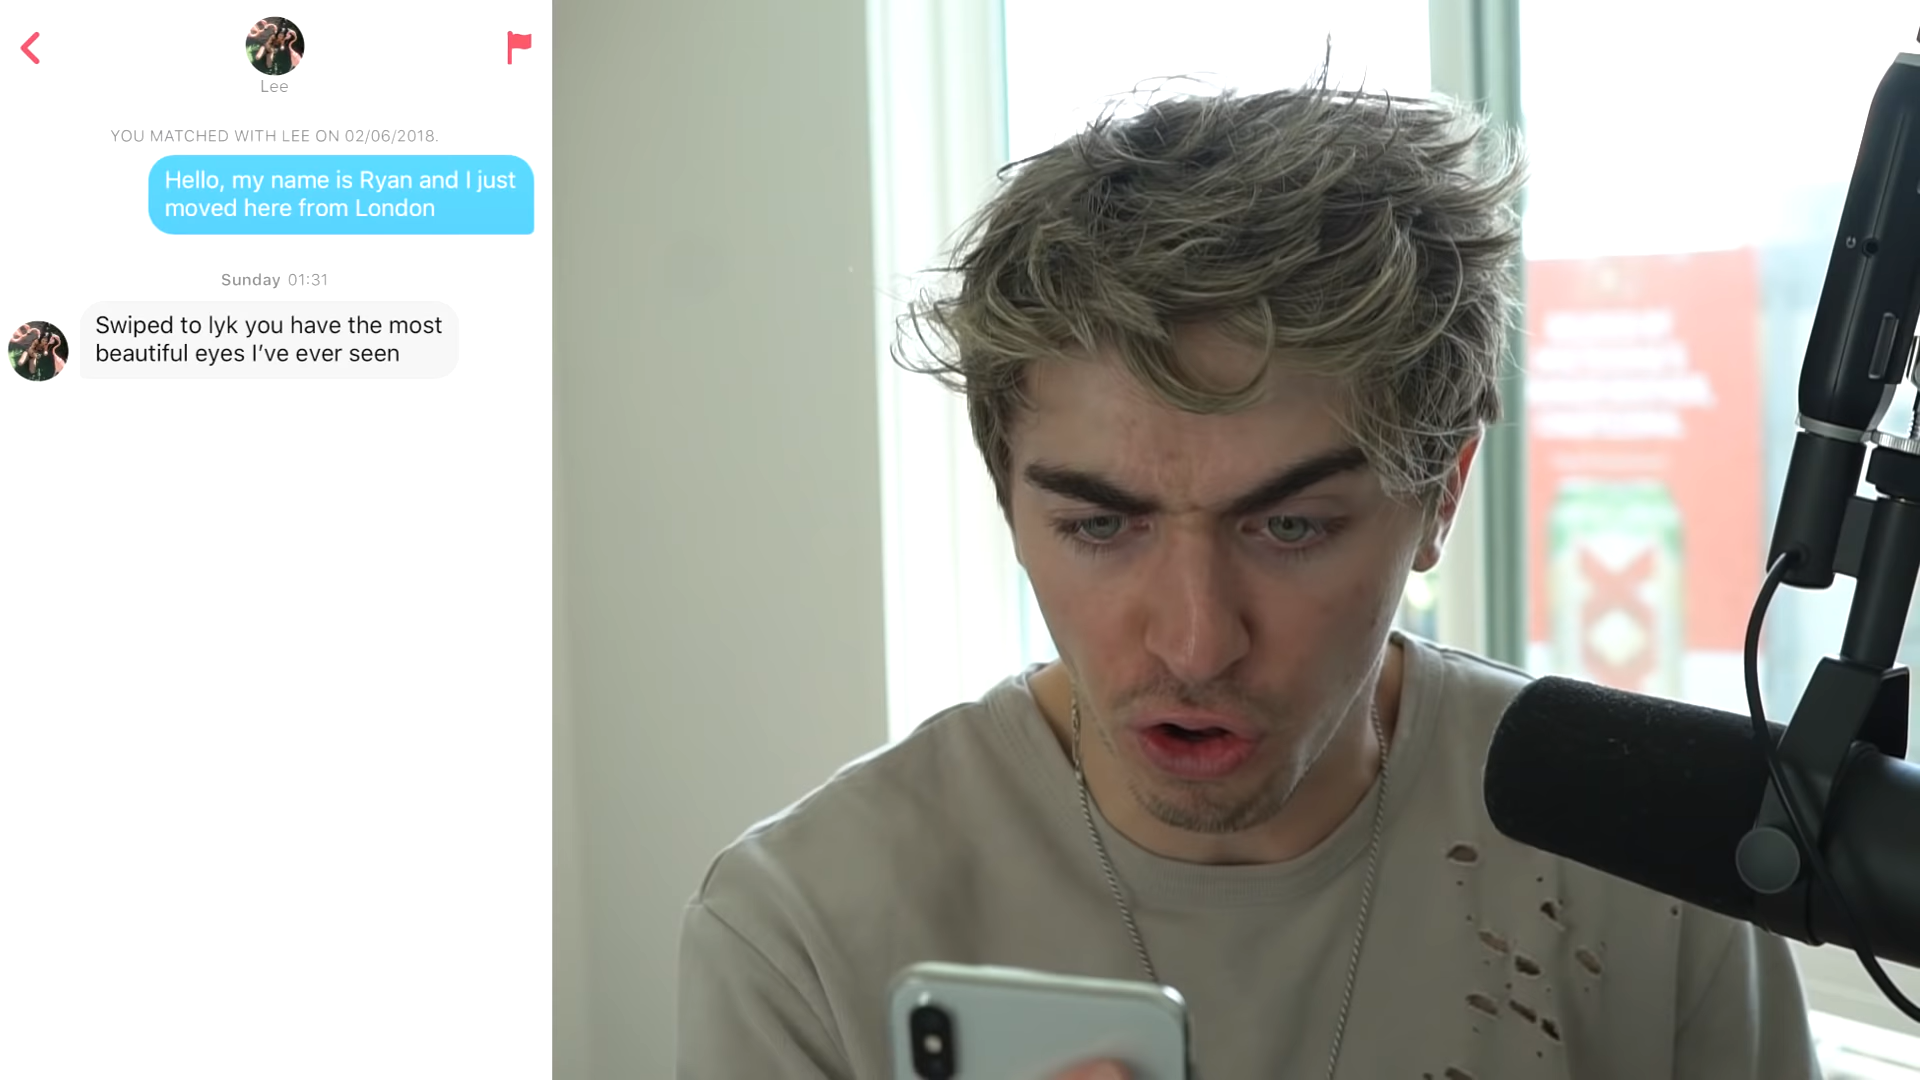 Lee
YOU MATCHED WITH LEE ON 02/06/2018.
Hello, my name is Ryan and I just
moved here from London
Sunday 01:31
Swiped to lyk you have the most
beautiful eyes I’ve ever seen